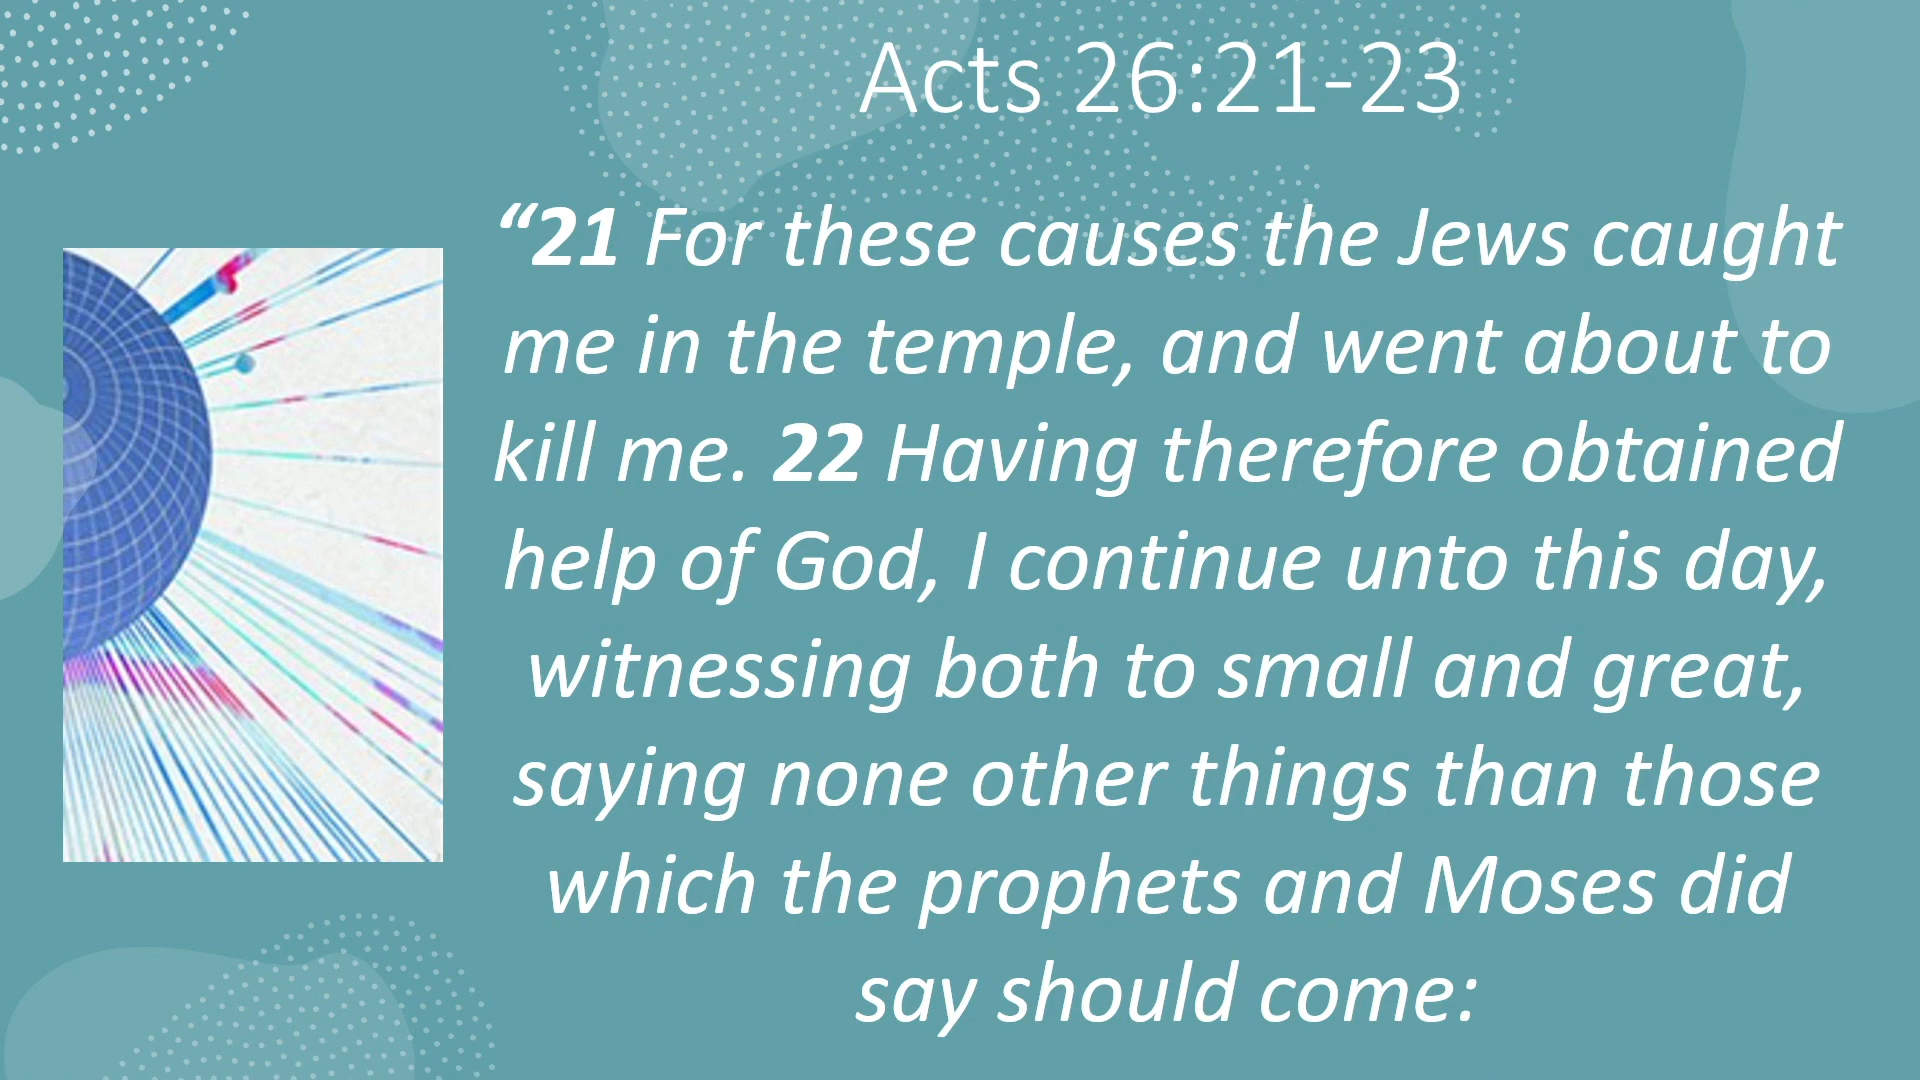 Acts 26:21-23
“21 For these causes the Jews caught
me in the temple, and went about to
kill me. 22 Having therefore obtained
help of God, I continue unto this day,
witnessing both to small and great,
saying none other things than those
which the prophets and Moses did
say should come: